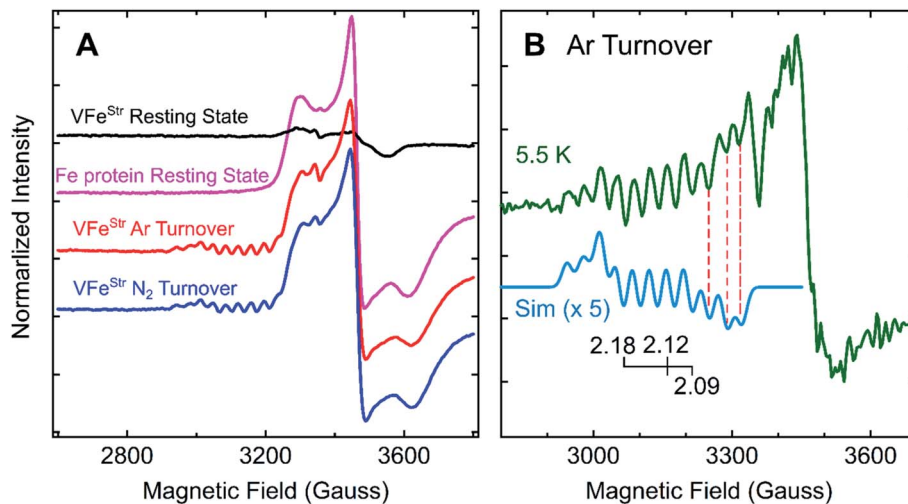 A
VFeStr Resting State
Fe protein Resting State
VFeStr Ar Turnover
VFeStr N2 Turnover
Normalized Intensity
2800 3200 3600
Magnetic Field (Gauss)
B Ar Turnover
5.5 K
Sim (x 5)
2.18 2.12
2.09
3000 3300 3600
Magnetic Field (Gauss)